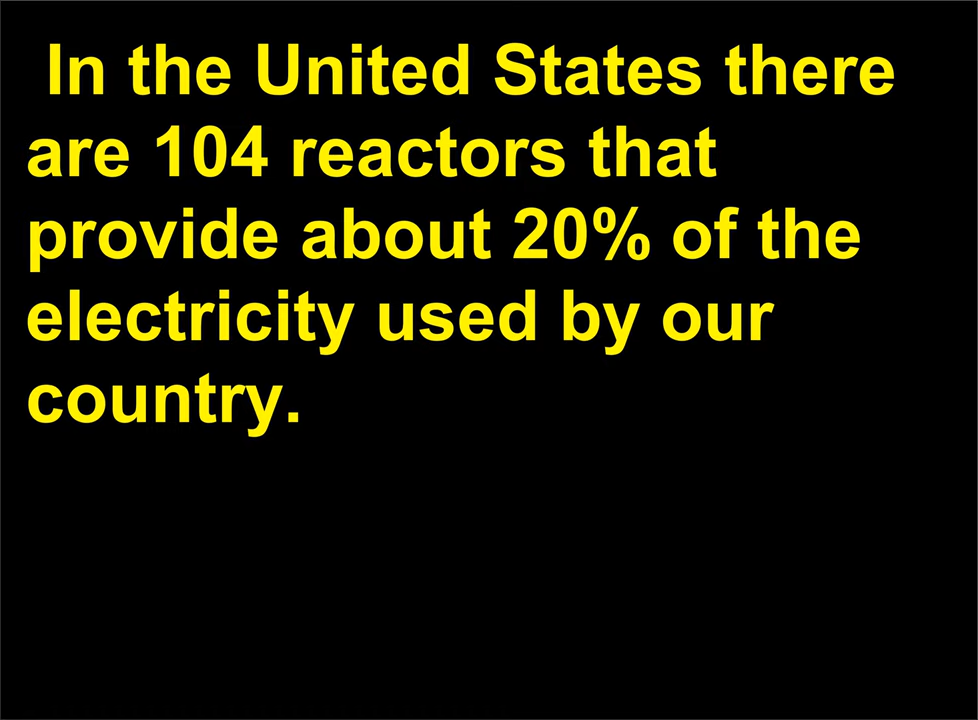 In the United States there
are 104 reactors that
provide about 20% of the
electricity used by our
country.